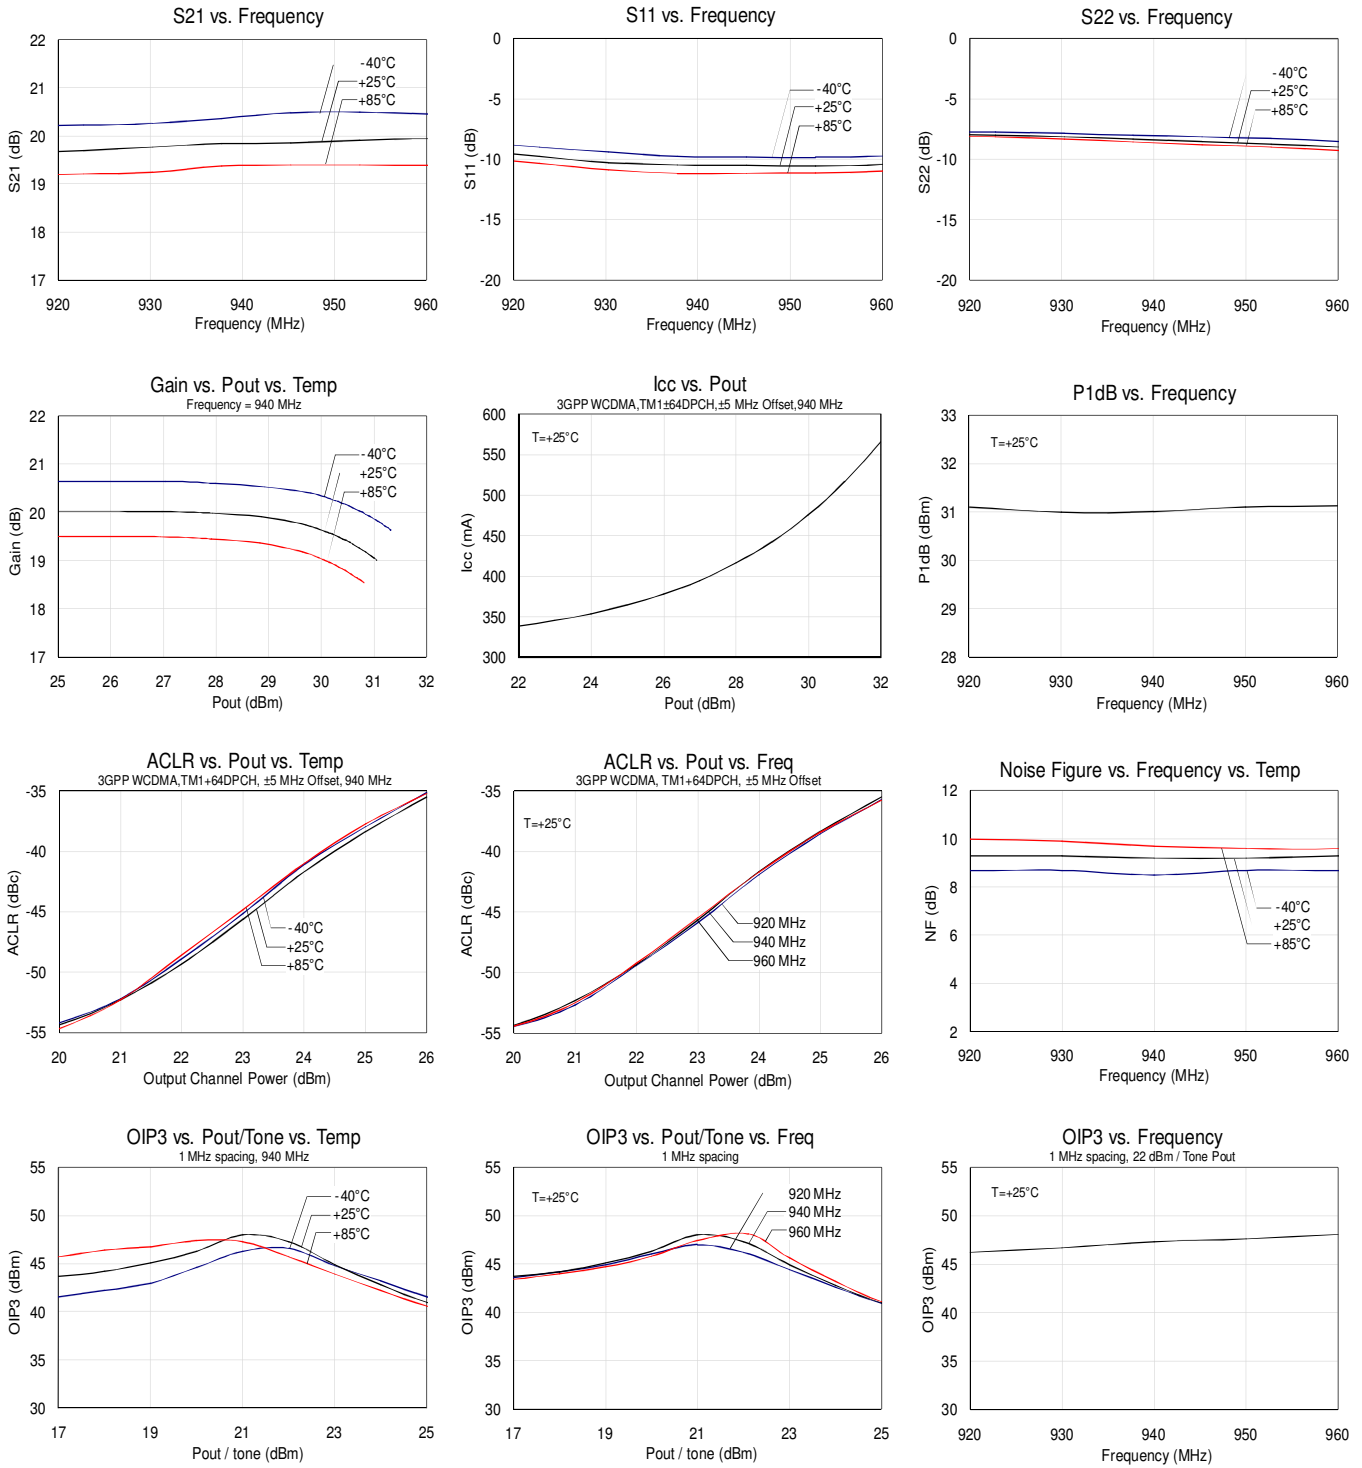 S21 vs. Frequency
22
21
20
19
18
17
S21 (dB)
-40°C
+25°C
+85°C
920 930 940 950 960
Frequency (MHz)
S11 vs. Frequency
0
-5
-10
-15
-20
S11 (dB)
-40°C
+25°C
+85°C
920 930 940 950 960
Frequency (MHz)
S22 vs. Frequency
0
-5
-10
-15
-20
S22 (dB)
-40°C
+25°C
+85°C
920 930 940 950 960
Frequency (MHz)
Gain vs. Pout vs. Temp
Frequency = 940 MHz
22
21
20
19
18
17
Gain (dB)
-40°C
+25°C
+85°C
25 26 27 28 29 30 31 32
Pout (dBm)
Icc vs. Pout
3GPP WCDMA,TM1±64DPCH,±5 MHz Offset,940 MHz
600
550
500
450
400
350
300
Icc (mA)
T=+25°C
22 24 26 28 30 32
Pout (dBm)
P1dB vs. Frequency
33
32
31
30
29
28
P1dB (dBm)
T=+25°C
920 930 940 950 960
Frequency (MHz)
ACLR vs. Pout vs. Temp
3GPP WCDMA,TM1+64DPCH, ±5 MHz Offset, 940 MHz
-35
-40
-45
-50
-55
ACLR (dBc)
-40°C
+25°C
+85°C
20 21 22 23 24 25 26
Output Channel Power (dBm)
ACLR vs. Pout vs. Freq
3GPP WCDMA, TM1+64DPCH, ±5 MHz Offset
-35
-40
-45
-50
-55
ACLR (dBc)
T=+25°C
920 MHz
940 MHz
960 MHz
20 21 22 23 24 25 26
Output Channel Power (dBm)
Noise Figure vs. Frequency vs. Temp
12
10
8
6
4
2
NF (dB)
-40°C
+25°C
+85°C
920 930 940 950 960
Frequency (MHz)
OIP3 vs. Pout/Tone vs. Temp
1 MHz spacing, 940 MHz
55
50
45
40
35
30
OIP3 (dBm)
-40°C
+25°C
+85°C
17 19 21 23 25
Pout / tone (dBm)
OIP3 vs. Pout/Tone vs. Freq
1 MHz spacing
55
50
45
40
35
30
OIP3 (dBm)
T=+25°C
920 MHz
940 MHz
960 MHz
17 19 21 23 25
Pout / tone (dBm)
OIP3 vs. Frequency
1 MHz spacing, 22 dBm / Tone Pout
55
50
45
40
35
30
OIP3 (dBm)
T=+25°C
920 930 940 950 960
Frequency (MHz)